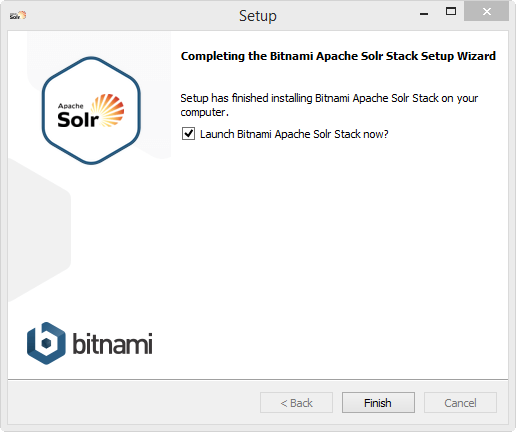 Setup
Completing the Bitnami Apache Solr Stack Setup Wizard
Apache
Solr
Setup has finished installing Bitnami Apache Solr Stack on your
computer.
Launch Bitnami Apache Solr Stack now?
bitnami
< Back
Finish
Cancel